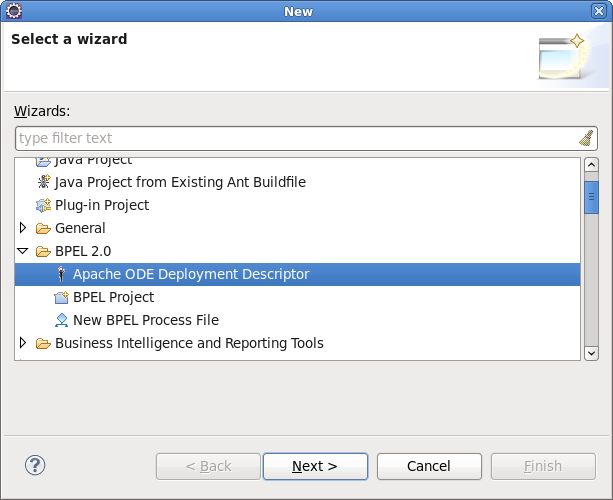 New
Select a wizard
Wizards:
type filter text
Java Project
Java Project from Existing Ant Buildfile
Plug-in Project
General
BPEL 2.0
Apache ODE Deployment Descriptor
BPEL Project
New BPEL Process File
Business Intelligence and Reporting Tools
? < Back Next > Cancel Finish